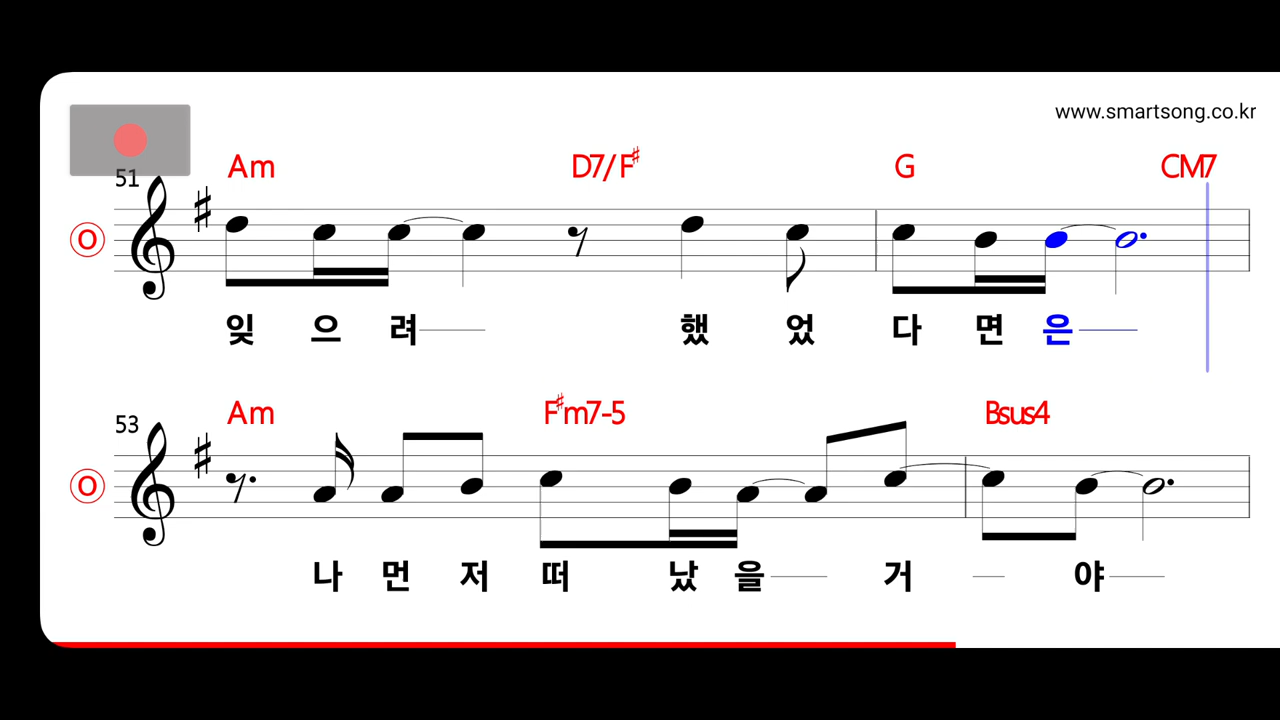 www.smartsong.co.kr
Am D7/F♯ G CM7
51
O
잊 으 려 했 었 다 면 은
Am F♯m7-5 Bsus4
53
O
나 먼 저 떠 났 을 거 야